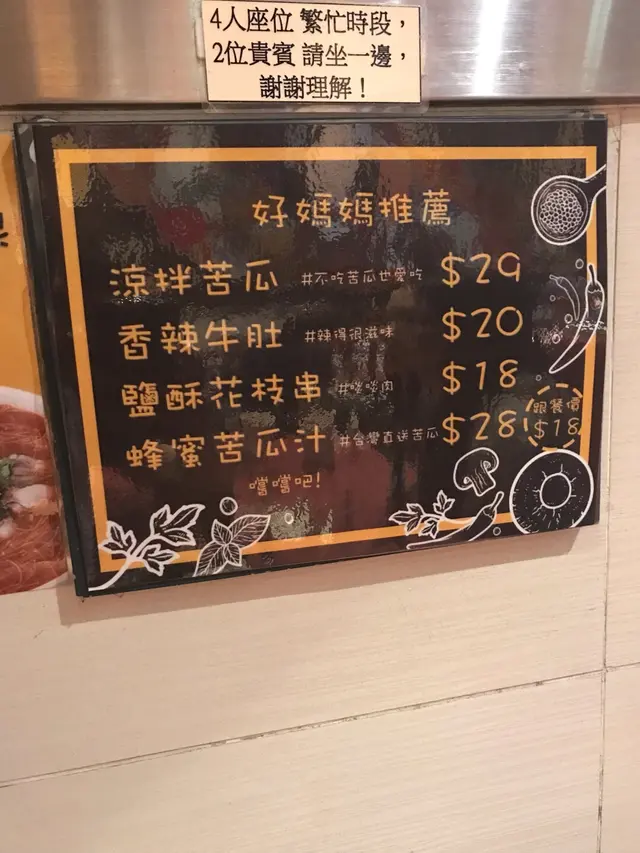 4人座位 繁忙時段，
2位貴賓 請坐一邊，
謝謝理解！
好媽媽推薦
涼拌苦瓜 #不吃苦瓜也愛吃 $29
香辣牛肚 #辣得很滋味 $20
鹽酥花枝串 #啖啖肉 $18
蜂蜜苦瓜汁 #台灣直送苦瓜 $28
跟餐價
$18
嚐嚐吧!